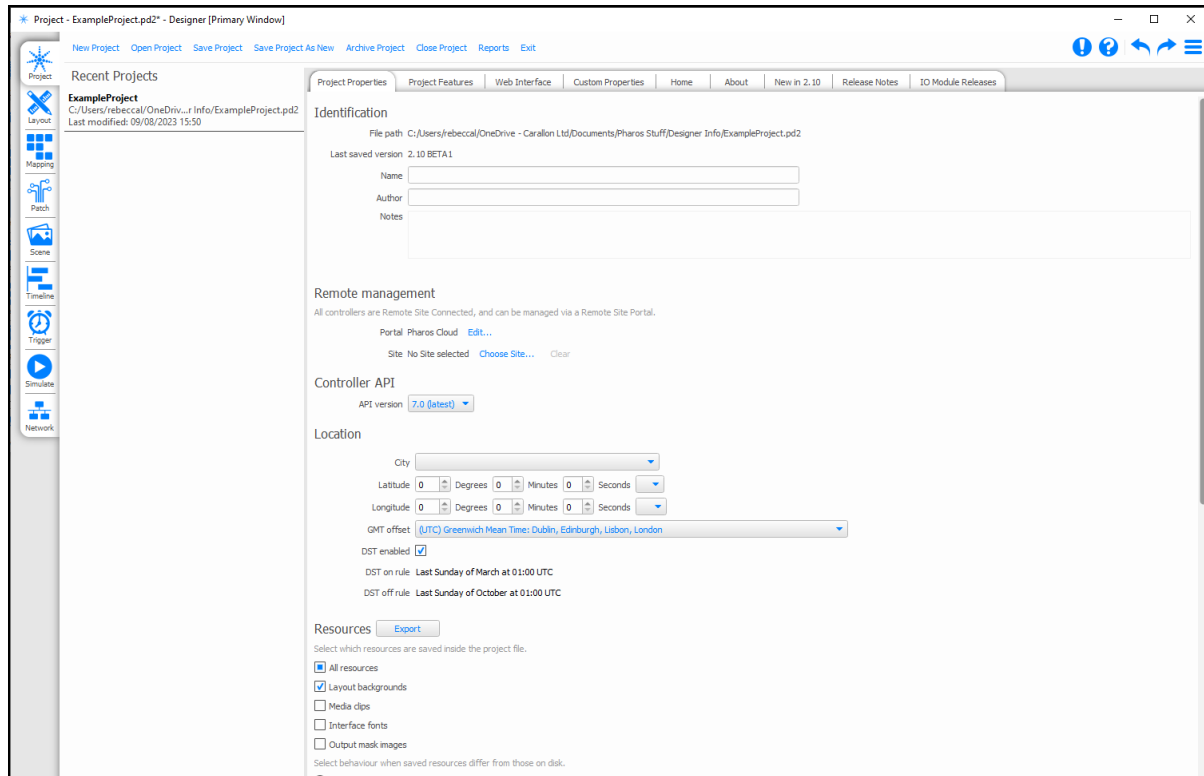 Project - ExampleProject.pd2* - Designer [Primary Window]
New Project Open Project Save Project Save Project As New Archive Project Close Project Reports Exit
Project
Layout
Mapping
Patch
Scene
Timeline
Trigger
Simulate
Network
Recent Projects
ExampleProject
C:/Users/rebeccal/OneDriv...r Info/ExampleProject.pd2
Last modified: 09/08/2023 15:50
Project Properties Project Features Web Interface Custom Properties Home About New in 2.10 Release Notes IO Module Releases
Identification
File path C:/Users/rebeccal/OneDrive - Carallon Ltd/Documents/Pharos Stuff/Designer Info/ExampleProject.pd2
Last saved version 2.10 BETA1
Name
Author
Notes
Remote management
All controllers are Remote Site Connected, and can be managed via a Remote Site Portal.
Portal Pharos Cloud Edit...
Site No Site selected Choose Site... Clear
Controller API
API version 7.0 (latest)
Location
City
Latitude 0 Degrees 0 Minutes 0 Seconds
Longitude 0 Degrees 0 Minutes 0 Seconds
GMT offset (UTC) Greenwich Mean Time: Dublin, Edinburgh, Lisbon, London
DST enabled
DST on rule Last Sunday of March at 01:00 UTC
DST off rule Last Sunday of October at 01:00 UTC
Resources Export
Select which resources are saved inside the project file.
All resources
Layout backgrounds
Media clips
Interface fonts
Output mask images
Select behaviour when saved resources differ from those on disk.